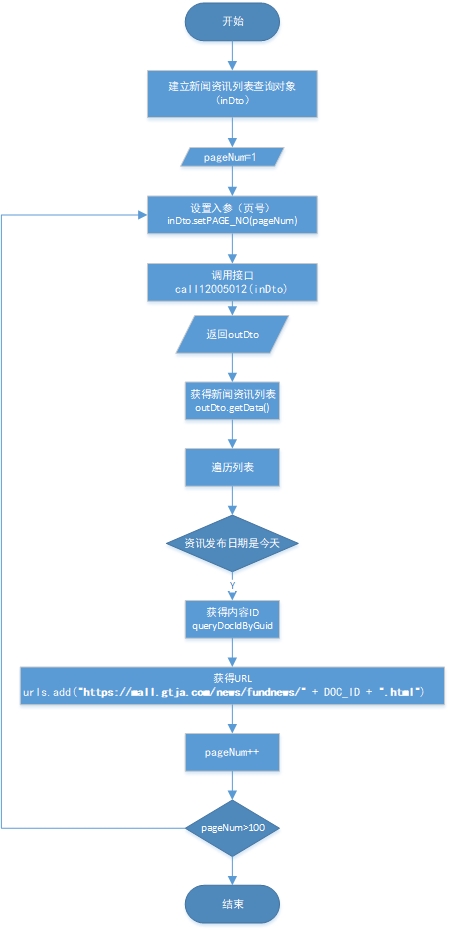 开始
建立新闻资讯列表查询对象
（inDto）
pageNum=1
设置入参（页号）
inDto.setPAGE_NO(pageNum)
调用接口
call12005012(inDto)
返回outDto
获得新闻资讯列表
outDto.getData()
遍历列表
资讯发布日期是今天
Y
获得内容ID
queryDocIdByGuid
获得URL
urls.add("https://mall.gtja.com/news/fundnews/" + DOC_ID + ".html")
pageNum++
pageNum>100
结束